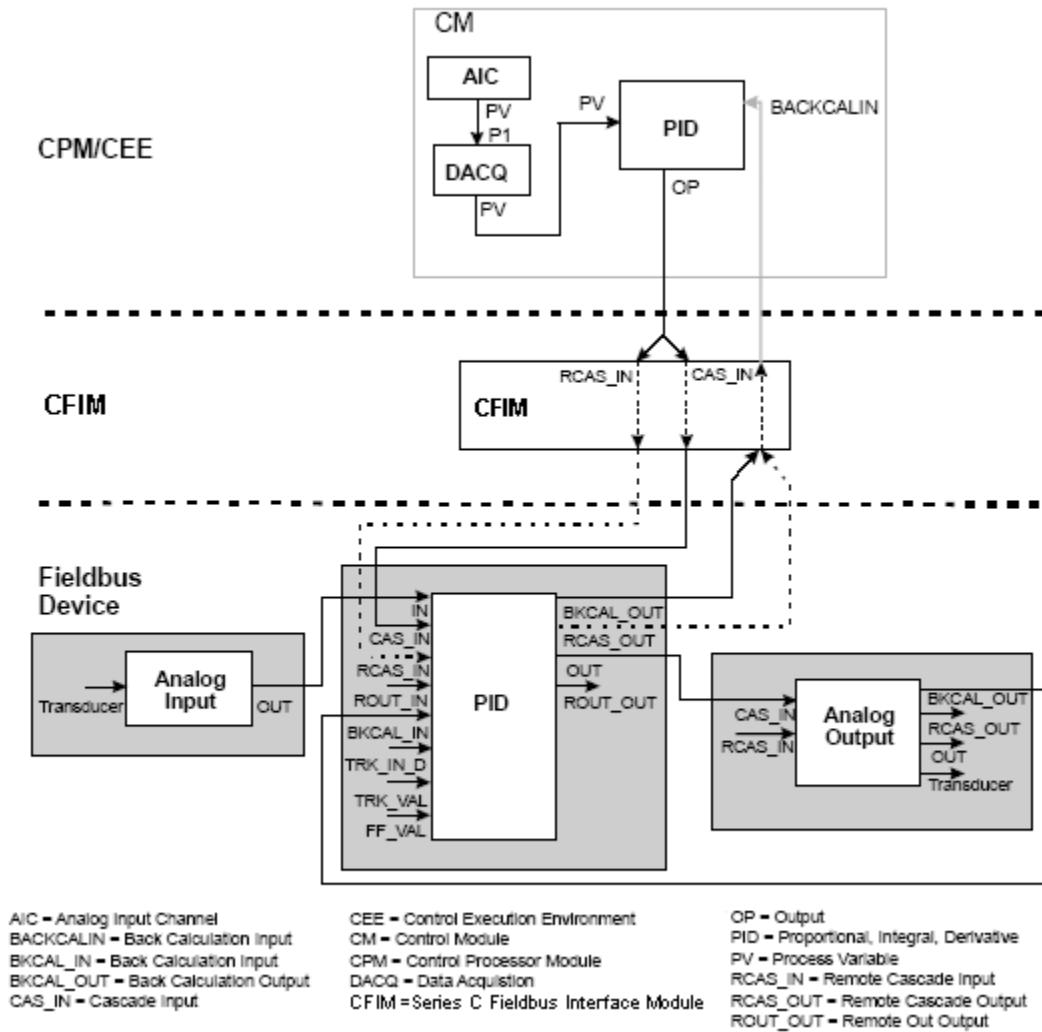 CM
AIC
PV
P1
DACQ
PV
PV
PID
OP
BACKCALIN
CPM/CEE
CFIM
RCAS_IN
CAS_IN
CFIM
Fieldbus
Device
Transducer
Analog
Input
OUT
IN
CAS_IN
RCAS_IN
ROUT_IN
BKCAL_IN
TRK_IN_D
TRK_VAL
FF_VAL
PID
BKCAL_OUT
RCAS_OUT
OUT
ROUT_OUT
CAS_IN
RCAS_IN
Analog
Output
BKCAL_OUT
RCAS_OUT
OUT
Transducer
AIC = Analog Input Channel
BACKCALIN = Back Calculation Input
BKCAL_IN = Back Calculation Input
BKCAL_OUT = Back Calculation Output
CAS_IN = Cascade Input
CEE = Control Execution Environment
CM = Control Module
CPM = Control Processor Module
DACQ = Data Acquistion
CFIM =Series C Fieldbus Interface Module
OP = Output
PID = Proportional, Integral, Derivative
PV = Process Variable
RCAS_IN = Remote Cascade Input
RCAS_OUT = Remote Cascade Output
ROUT_OUT = Remote Out Output